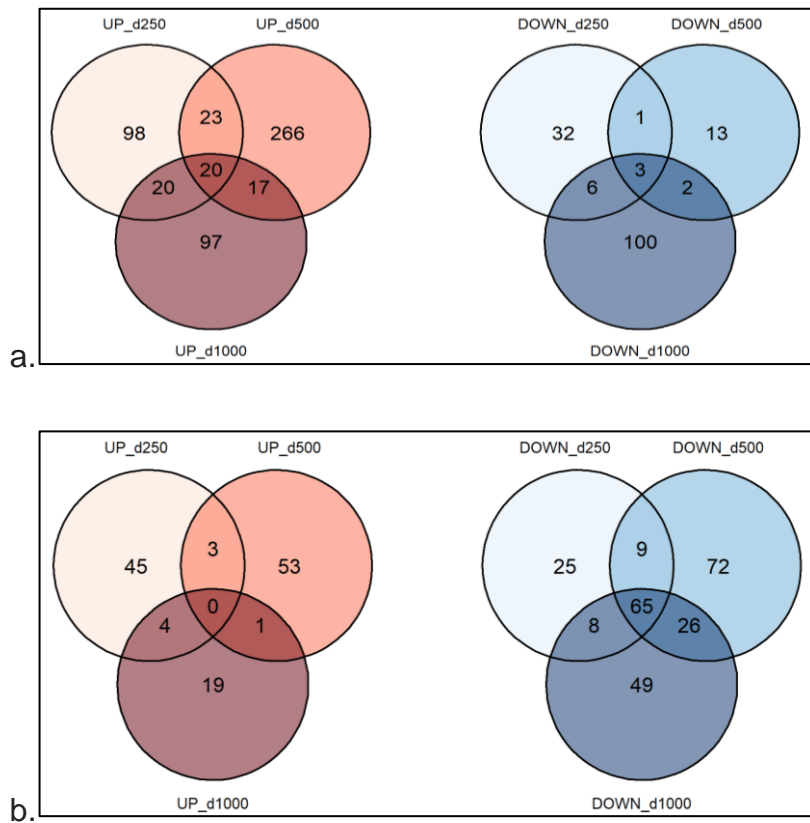 UP_d250 UP_d500 DOWN_d250 DOWN_d500
23 1
98 266 32 13
20 3
20 17 6 2
97 100
a.
UP_d1000 DOWN_d1000
UP_d250 UP_d500 DOWN_d250 DOWN_d500
3 9
45 53 25 72
0 65
4 1 8 26
19 49
b.
UP_d1000 DOWN_d1000